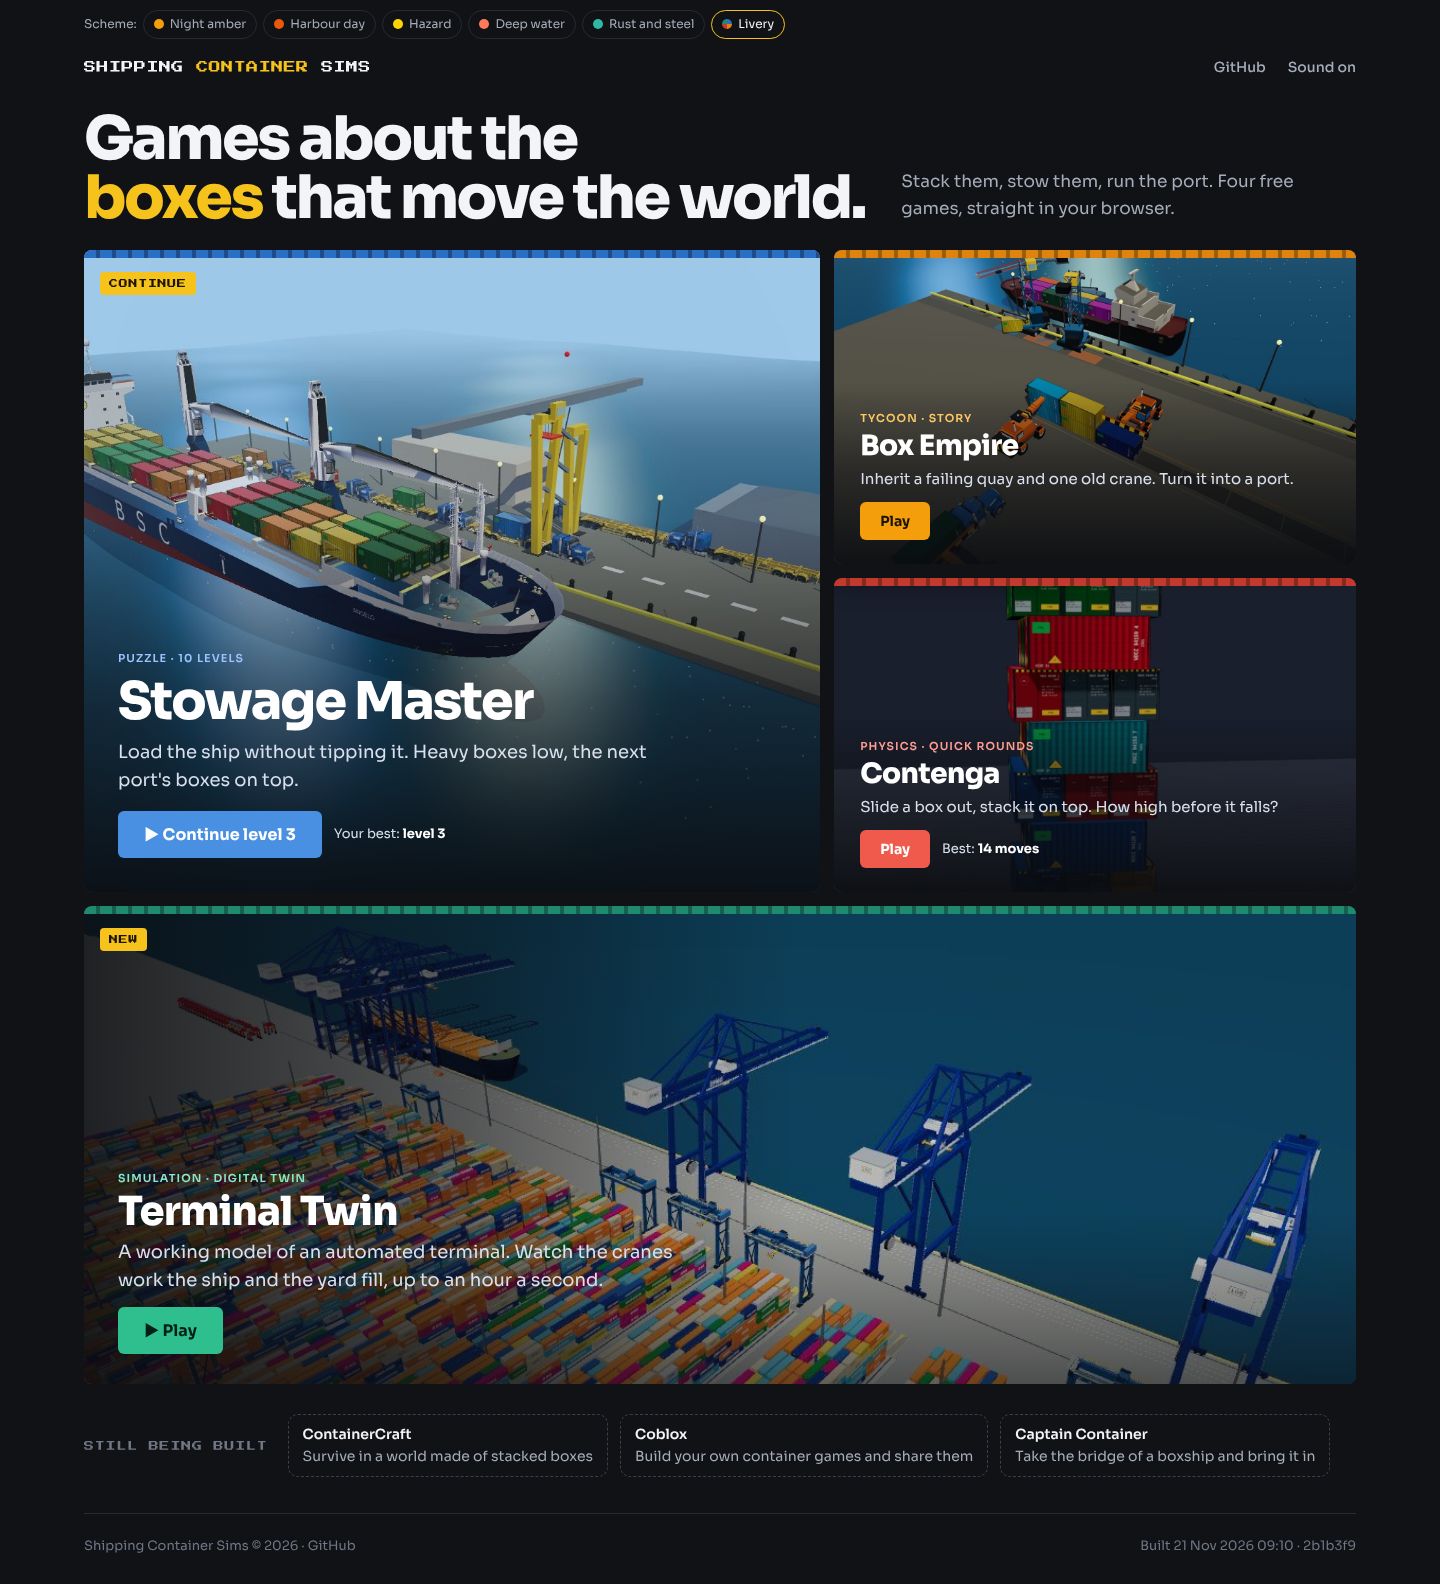 Scheme: Night amber Harbour day Hazard Deep water Rust and steel Livery
SHIPPING CONTAINER SIMS
GitHub Sound on
Games about the
boxes that move the world.
Stack them, stow them, run the port. Four free
games, straight in your browser.
CONTINUE
BSC
PUZZLE · 10 LEVELS
Stowage Master
Load the ship without tipping it. Heavy boxes low, the next
port's boxes on top.
▶ Continue level 3
Your best: level 3
TYCOON · STORY
Box Empire
Inherit a failing quay and one old crane. Turn it into a port.
Play
PHYSICS · QUICK ROUNDS
Contenga
Slide a box out, stack it on top. How high before it falls?
Play
Best: 14 moves
NEW
SIMULATION · DIGITAL TWIN
Terminal Twin
A working model of an automated terminal. Watch the cranes
work the ship and the yard fill, up to an hour a second.
▶ Play
STILL BEING BUILT
ContainerCraft
Survive in a world made of stacked boxes
Coblox
Build your own container games and share them
Captain Container
Take the bridge of a boxship and bring it in
Shipping Container Sims © 2026 · GitHub
Built 21 Nov 2026 09:10 · 2b1b3f9